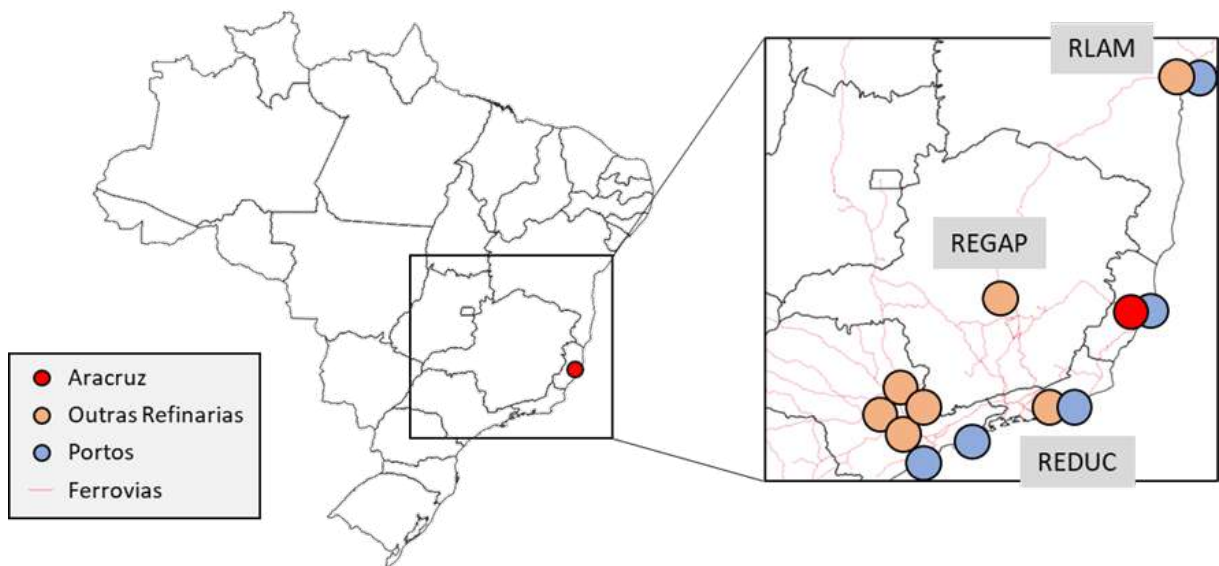 RLAM
REGAP
REDUC
Aracruz
Outras Refinarias
Portos
Ferrovias